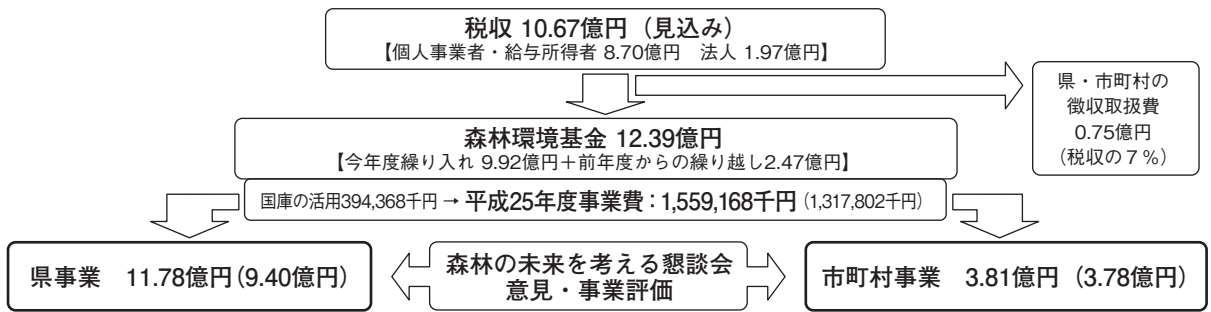 税収 10.67億円（見込み）
【個人事業者・給与所得者 8.70億円　法人 1.97億円】
県・市町村の
徴収取扱費
0.75億円
（税収の７％）
森林環境基金 12.39億円
【今年度繰り入れ 9.92億円＋前年度からの繰り越し2.47億円】
国庫の活用394,368千円 → 平成25年度事業費：1,559,168千円（1,317,802千円）
県事業　11.78億円（9.40億円）
森林の未来を考える懇談会
意見・事業評価
市町村事業　3.81億円（3.78億円）